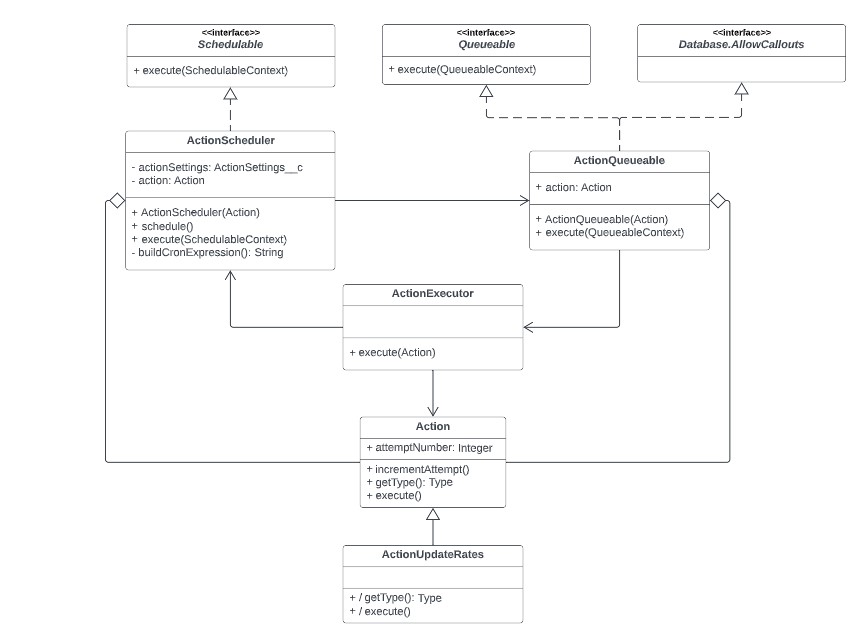 <<interface>>
Schedulable
+ execute(SchedulableContext)
<<interface>>
Queueable
+ execute(QueueableContext)
<<interface>>
Database.AllowCallouts
ActionScheduler
- actionSettings: ActionSettings__c
- action: Action
+ ActionScheduler(Action)
+ schedule()
+ execute(SchedulableContext)
- buildCronExpression(): String
ActionQueueable
+ action: Action
+ ActionQueueable(Action)
+ execute(QueueableContext)
ActionExecutor
+ execute(Action)
Action
+ attemptNumber: Integer
+ incrementAttempt()
+ getType(): Type
+ execute()
ActionUpdateRates
+ / getType(): Type
+ / execute()